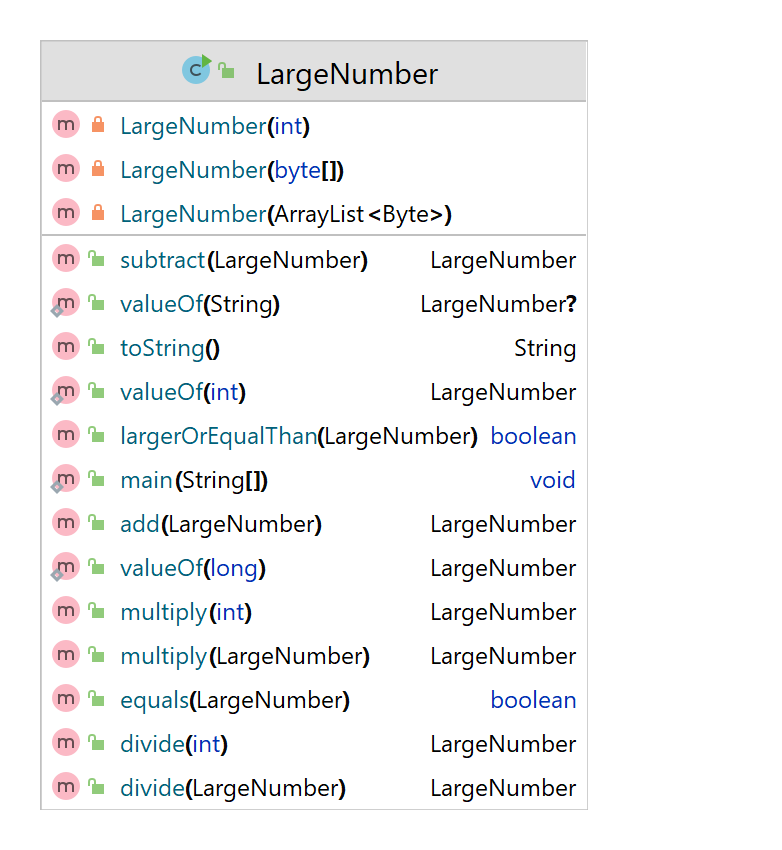 C LargeNumber
m LargeNumber(int)
m LargeNumber(byte[])
m LargeNumber(ArrayList<Byte>)
m subtract(LargeNumber) LargeNumber
m valueOf(String) LargeNumber?
m toString() String
m valueOf(int) LargeNumber
m largerOrEqualThan(LargeNumber) boolean
m main(String[]) void
m add(LargeNumber) LargeNumber
m valueOf(long) LargeNumber
m multiply(int) LargeNumber
m multiply(LargeNumber) LargeNumber
m equals(LargeNumber) boolean
m divide(int) LargeNumber
m divide(LargeNumber) LargeNumber